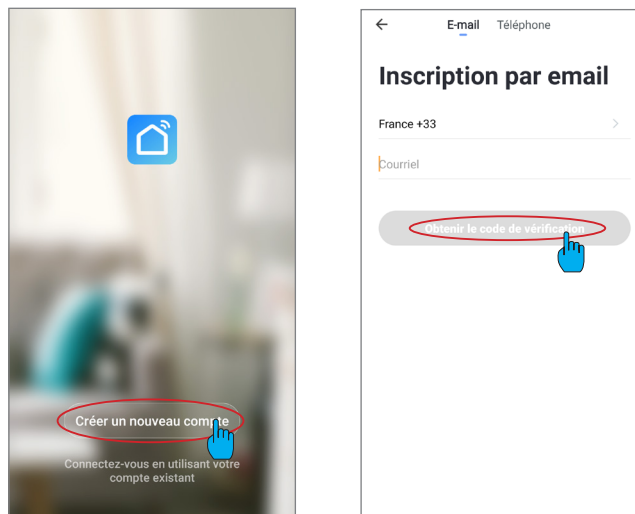 Créer un nouveau compte
Connectez-vous en utilisant votre
compte existant
E-mail Téléphone
Inscription par email
France +33
Courriel
Obtenir le code de vérification